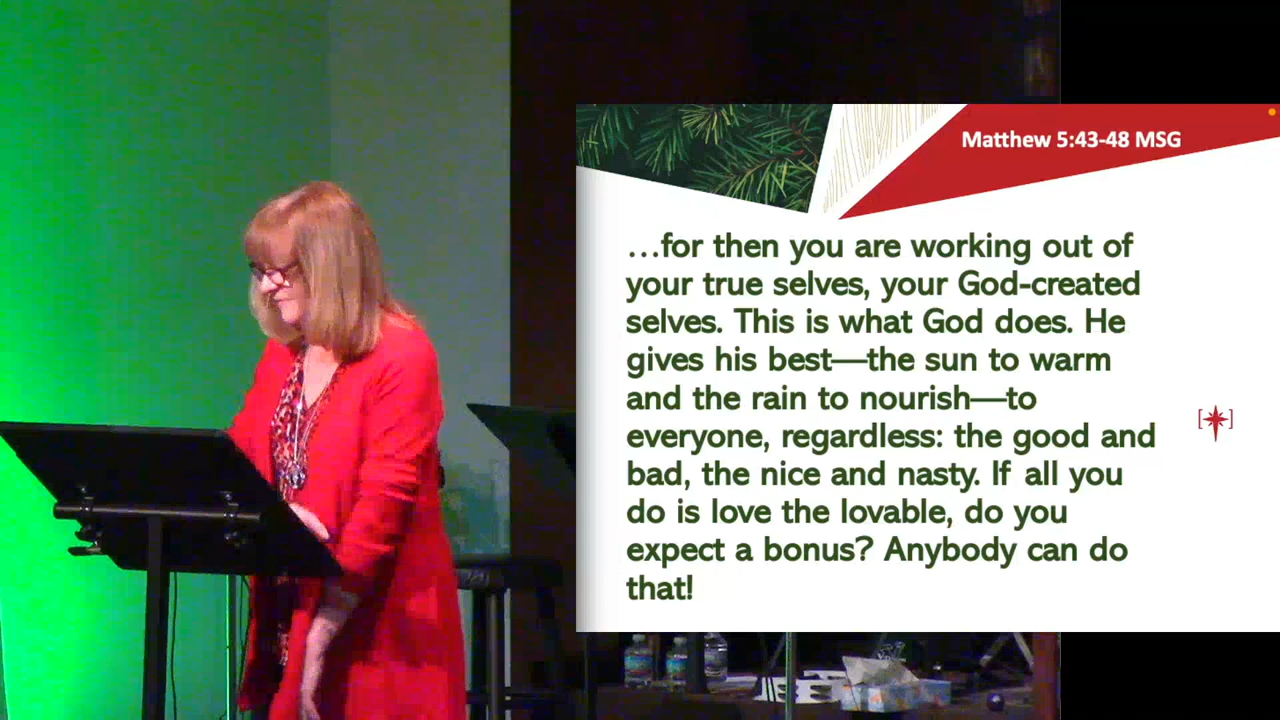 Matthew 5:43-48 MSG
…for then you are working out of
your true selves, your God-created
selves. This is what God does. He
gives his best—the sun to warm
and the rain to nourish—to
everyone, regardless: the good and
bad, the nice and nasty. If all you
do is love the lovable, do you
expect a bonus? Anybody can do
that!